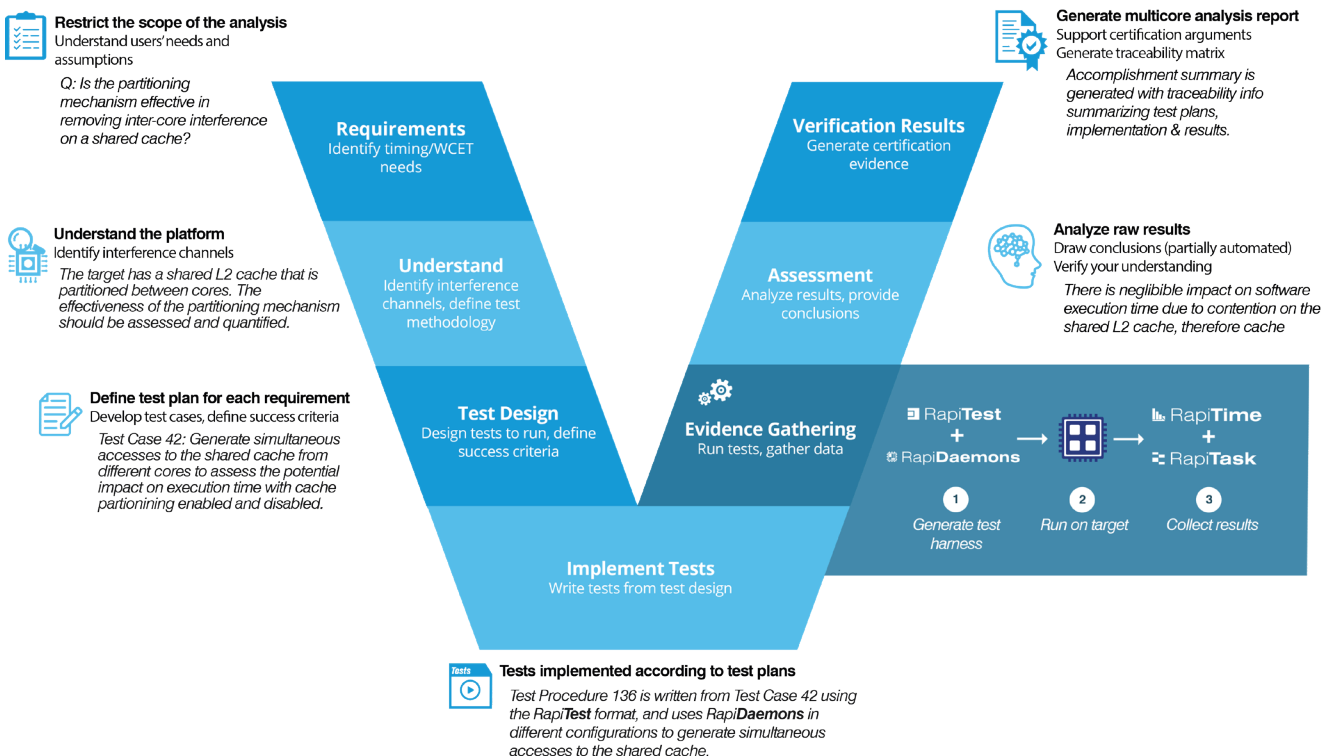 Restrict the scope of the analysis
Understand users' needs and
assumptions
Q: Is the partitioning
mechanism effective in
removing inter-core interference
on a shared cache?
Generate multicore analysis report
Support certification arguments
Generate traceability matrix
Accomplishment summary is
generated with traceability info
summarizing test plans,
implementation & results.
Requirements
Identify timing/WCET
needs
Verification Results
Generate certification
evidence
Understand the platform
Identify interference channels
The target has a shared L2 cache that is
partitioned between cores. The
effectiveness of the partitioning mechanism
should be assessed and quantified.
Understand
Identify interference
channels, define test
methodology
Assessment
Analyze results, provide
conclusions
Analyze raw results
Draw conclusions (partially automated)
Verify your understanding
There is neglibible impact on software
execution time due to contention on the
shared L2 cache, therefore cache
Define test plan for each requirement
Develop test cases, define success criteria
Test Case 42: Generate simultaneous
accesses to the shared cache from
different cores to assess the potential
impact on execution time with cache
partionining enabled and disabled.
Test Design
Design tests to run, define
success criteria
Evidence Gathering
Run tests, gather data
RapiTest
+
RapiDaemons
1
Generate test
harness
2
Run on target
RapiTime
+
RapiTask
3
Collect results
Implement Tests
Write tests from test design
Tests
Tests implemented according to test plans
Test Procedure 136 is written from Test Case 42 using
the RapiTest format, and uses RapiDaemons in
different configurations to generate simultaneous
accesses to the shared cache.